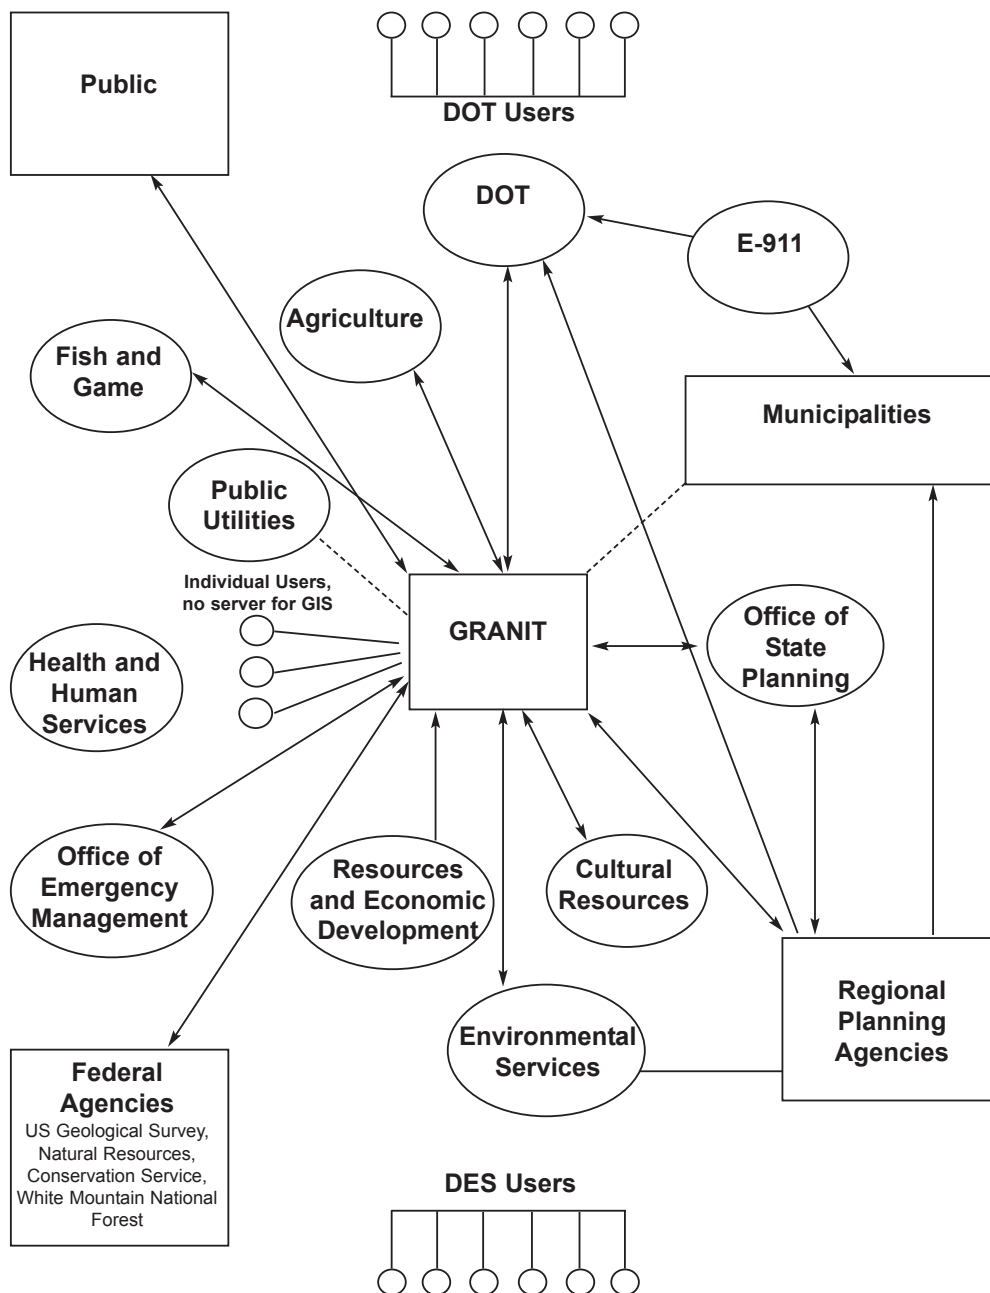 Public
DOT Users
DOT
E-911
Agriculture
Fish and
Game
Municipalities
Public
Utilities
Individual Users,
no server for GIS
GRANIT
Office of
State
Planning
Health and
Human
Services
Office of
Emergency
Management
Resources
and Economic
Development
Cultural
Resources
Regional
Planning
Agencies
Environmental
Services
Federal
Agencies
US Geological Survey,
Natural Resources,
Conservation Service,
White Mountain National
Forest
DES Users